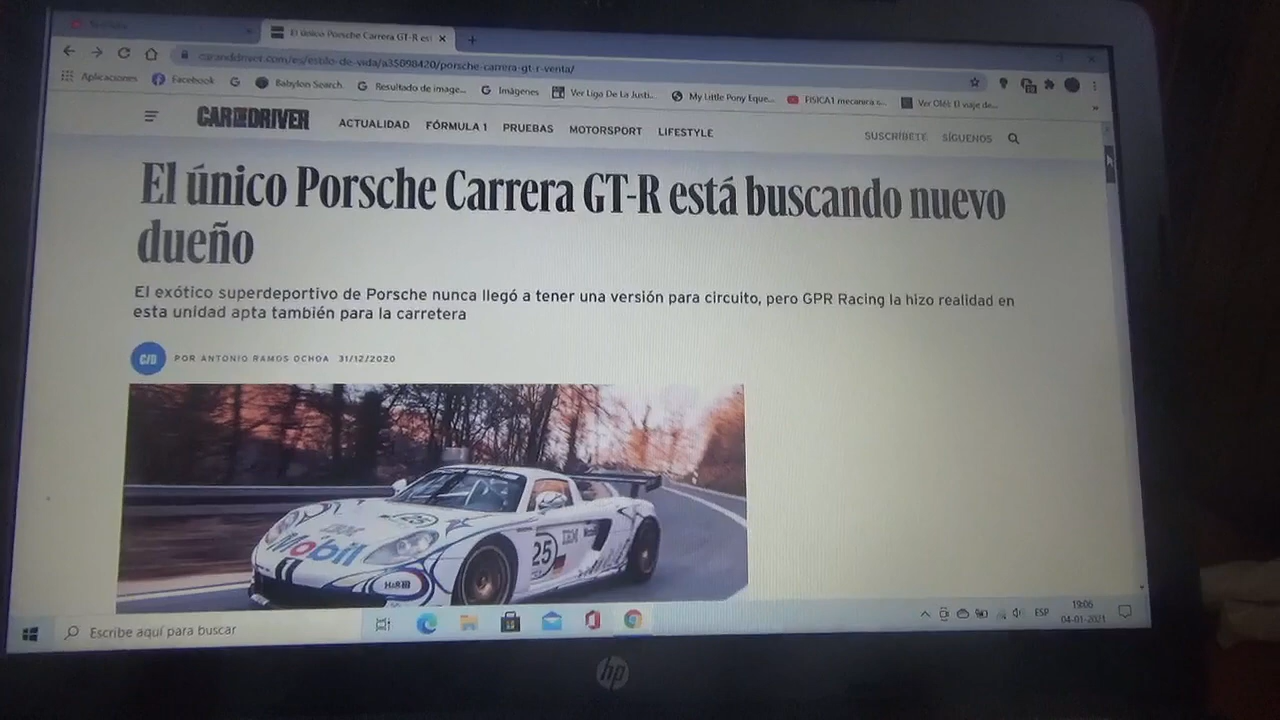 El único Porsche Carrera GT-R est
caranddriver.com/es/estilo-de-vida/a35098420/porsche-carrera-gt-r-venta/
Aplicaciones Facebook Babylon Search Resultado de image... Imágenes Ver Liga De La Justi... My Little Pony Eque... FISICA1 mecanica c... Ver Olé: El viaje de...
CAR AND DRIVER ACTUALIDAD FÓRMULA 1 PRUEBAS MOTORSPORT LIFESTYLE SUSCRÍBETE SÍGUENOS
El único Porsche Carrera GT-R está buscando nuevo
dueño
El exótico superdeportivo de Porsche nunca llegó a tener una versión para circuito, pero GPR Racing la hizo realidad en
esta unidad apta también para la carretera
C/D POR ANTONIO RAMOS OCHOA 31/12/2020
25
IBM
Mobil
IBM
25
H&R
Escribe aquí para buscar
ESP
19:06
04-01-2021
hp